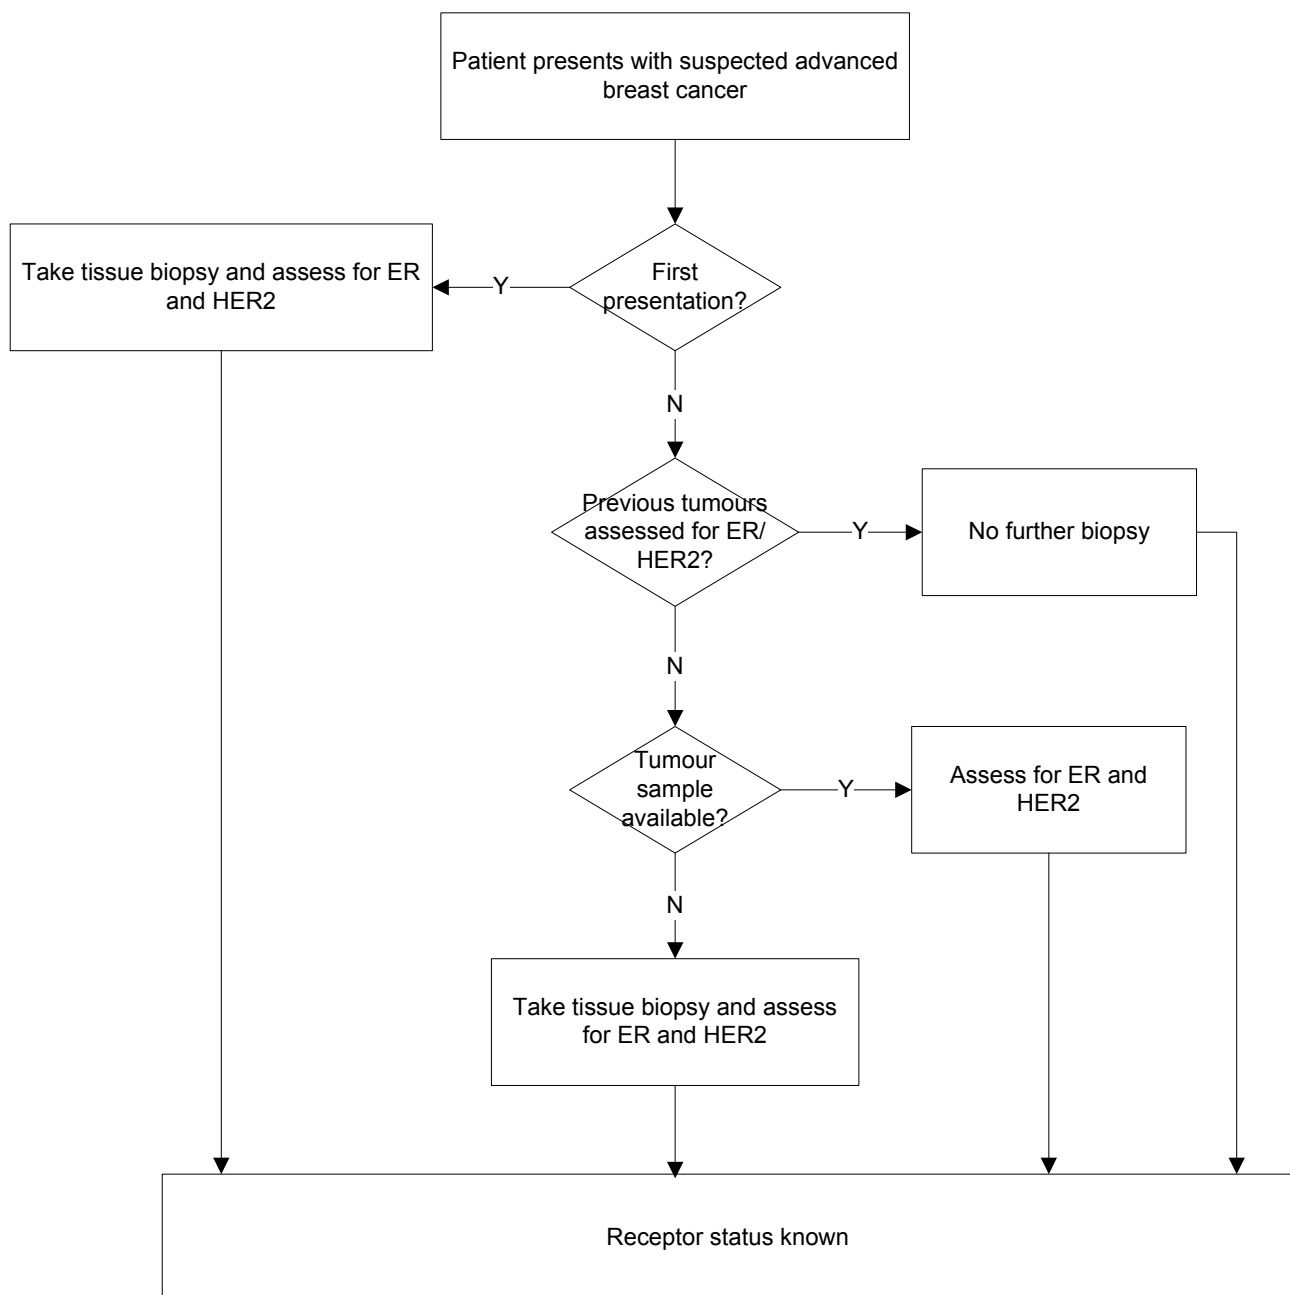 Patient presents with suspected advanced
breast cancer
First
presentation?
Y
Take tissue biopsy and assess for ER
and HER2
N
Previous tumours
assessed for ER/
HER2?
Y
No further biopsy
N
Tumour
sample
available?
Y
Assess for ER and
HER2
N
Take tissue biopsy and assess
for ER and HER2
Receptor status known